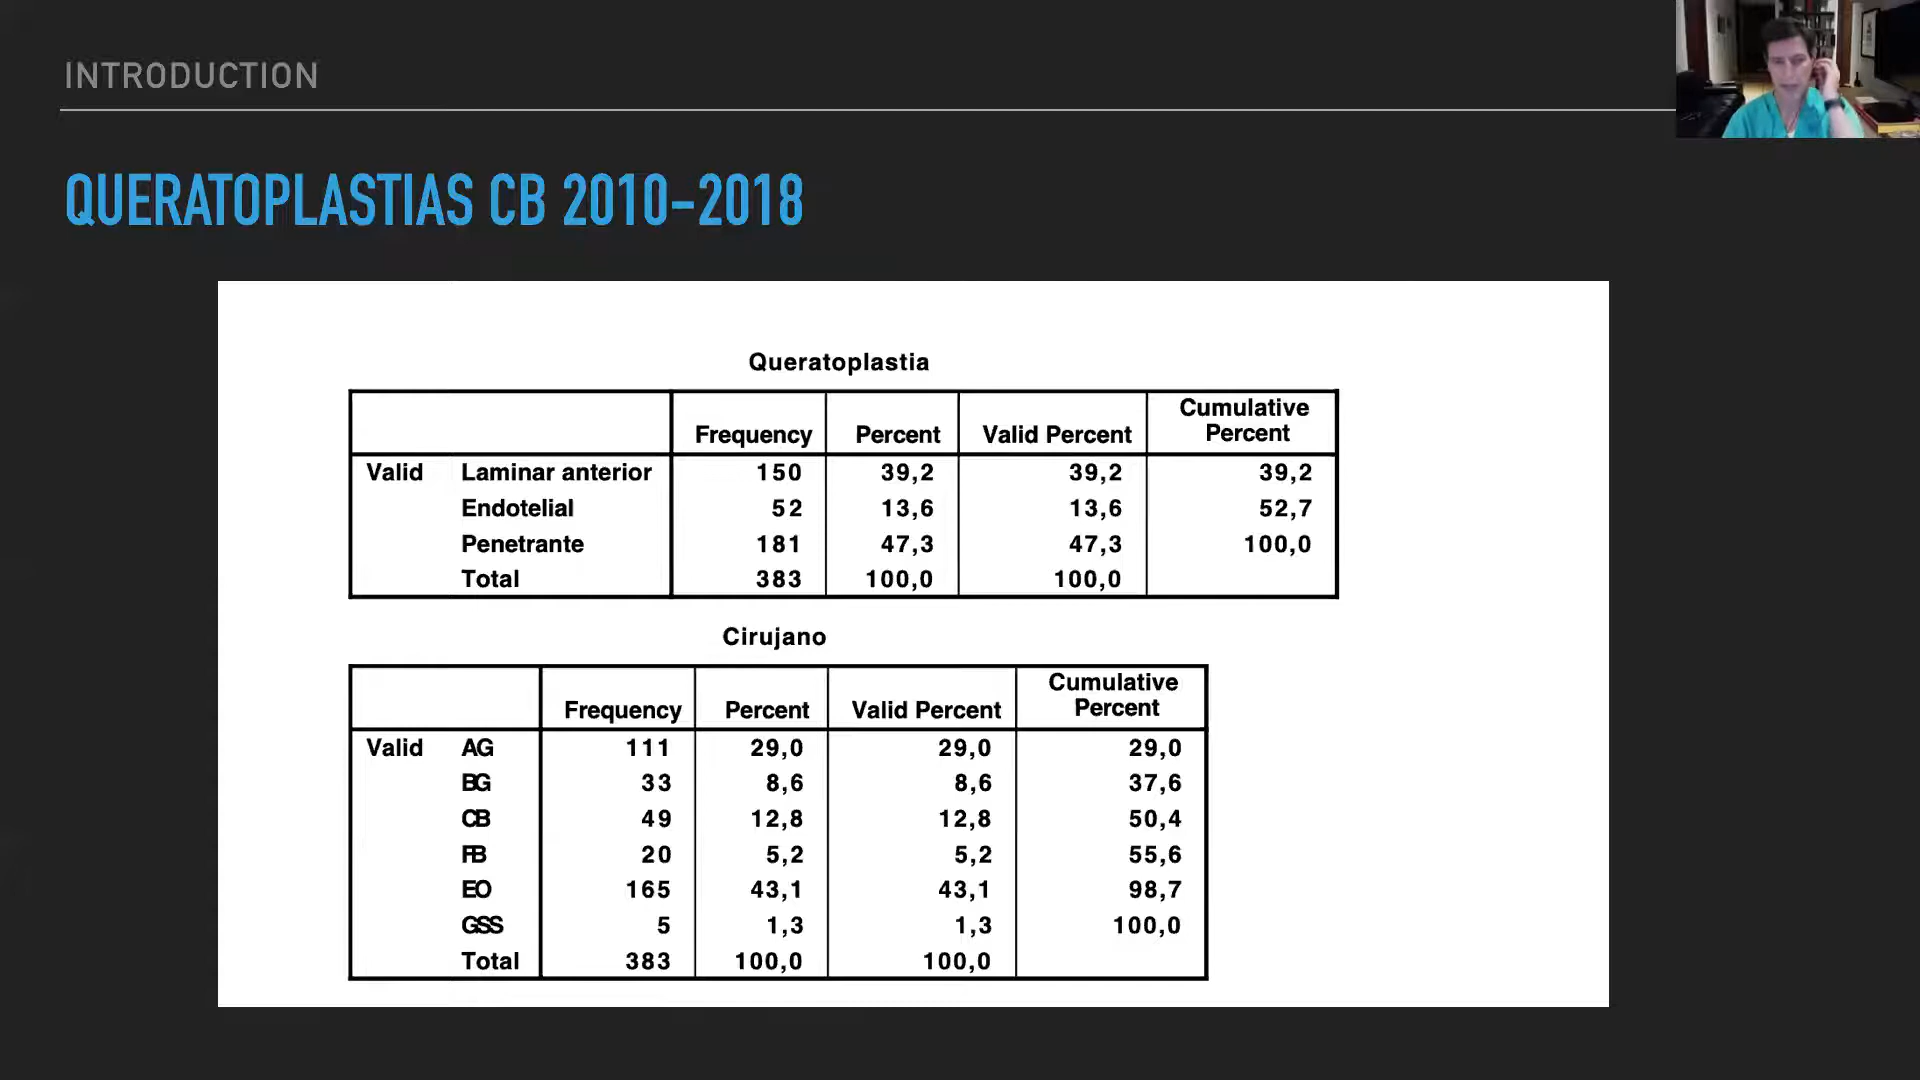 INTRODUCTION
QUERATOPLASTIAS CB 2010-2018
Queratoplastia
Frequency Percent Valid Percent Cumulative Percent
Valid Laminar anterior 150 39,2 39,2 39,2
Endotelial 52 13,6 13,6 52,7
Penetrante 181 47,3 47,3 100,0
Total 383 100,0 100,0
Cirujano
Frequency Percent Valid Percent Cumulative Percent
Valid AG 111 29,0 29,0 29,0
BG 33 8,6 8,6 37,6
CB 49 12,8 12,8 50,4
FB 20 5,2 5,2 55,6
EO 165 43,1 43,1 98,7
GSS 5 1,3 1,3 100,0
Total 383 100,0 100,0